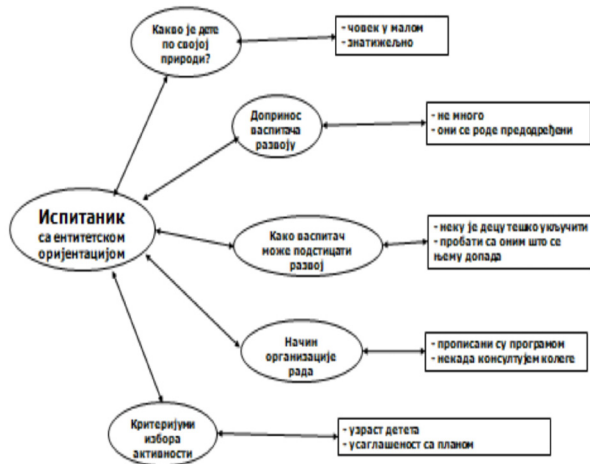 Какво је дете
по својој
природи?
- човек у малом
- знатижељно
Допринос
васпитача
развоју
- не много
- они се роде предодређени
Испитаник
са ентитетском
оријентацијом
Како васпитач
може подстицати
развој
- неку је децу тешко укључити
- пробати са оним што се
њему допада
Начин
организације
рада
- прописани су програмом
- некада консултујем колеге
Критеријуми
избора
активности
- узраст детета
- усаглашеност са планом